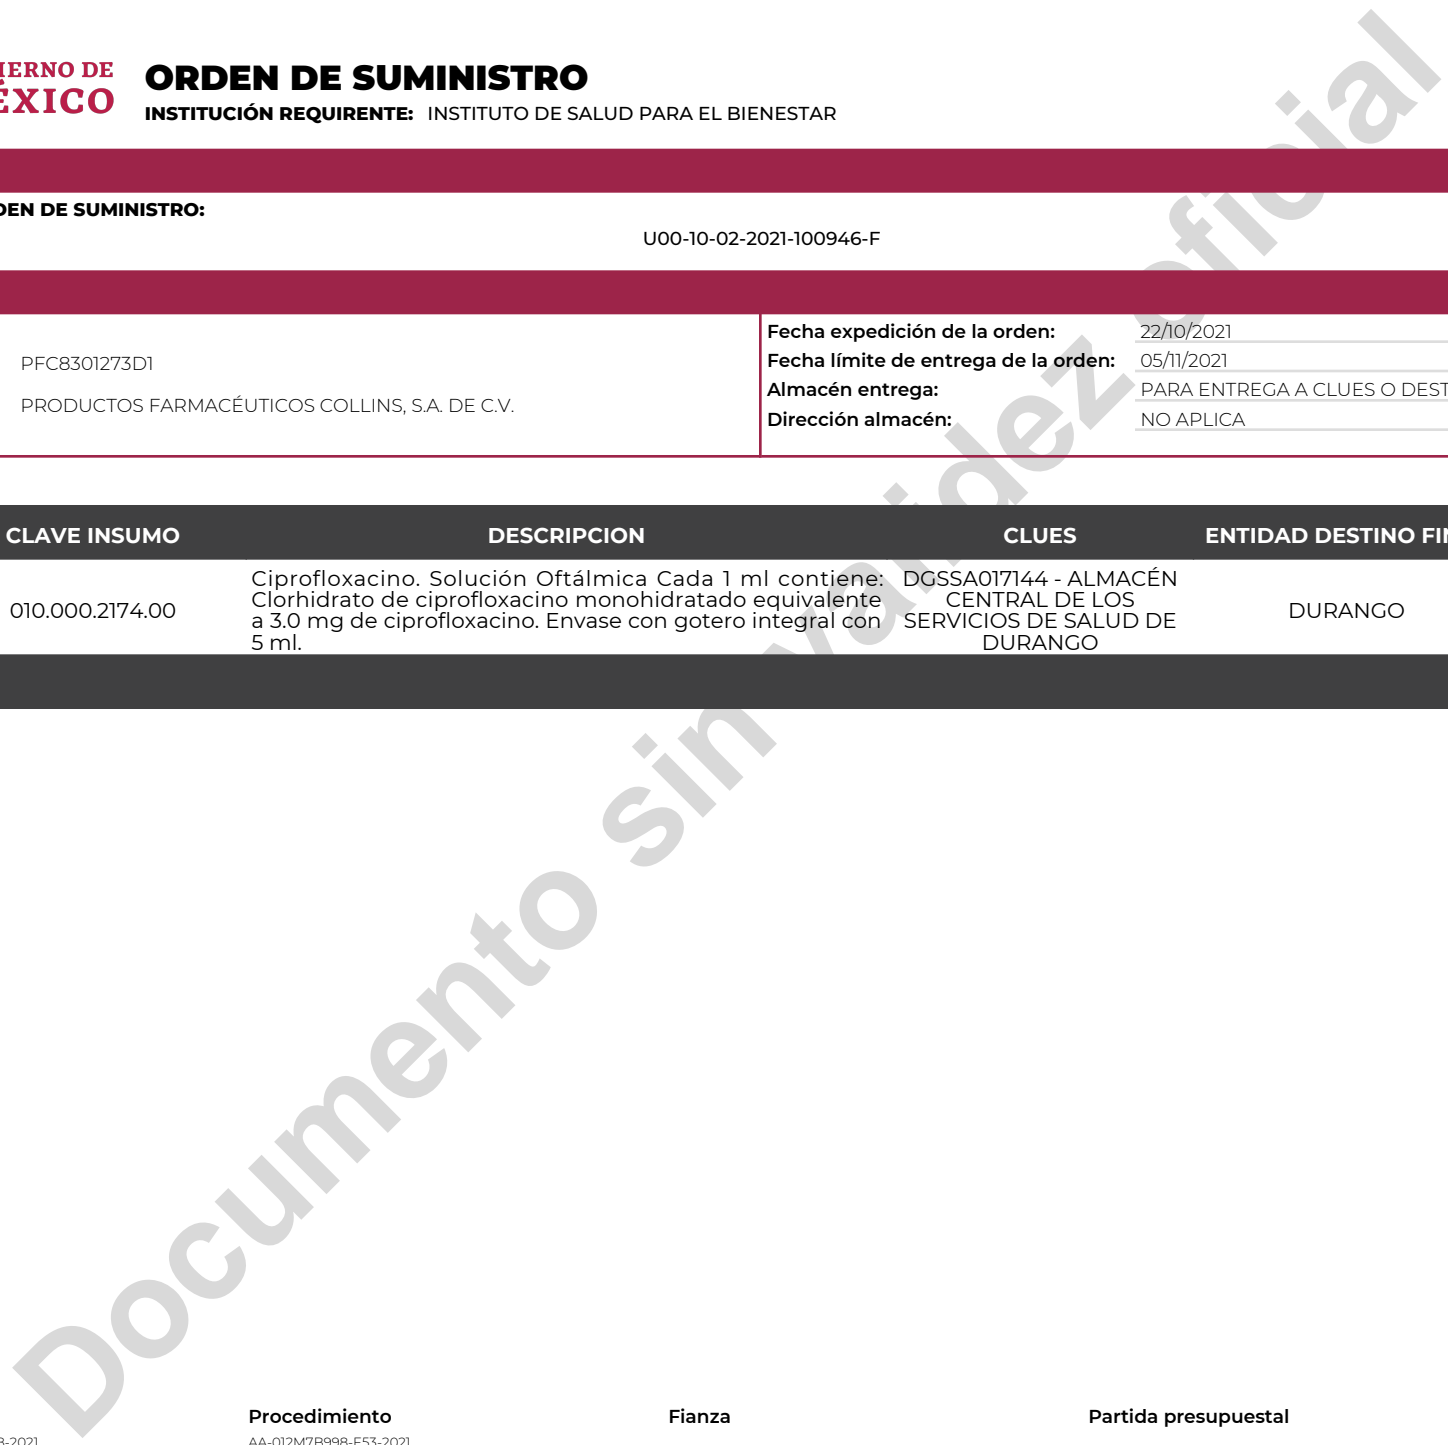 IERNO DE
ÉXICO
ORDEN DE SUMINISTRO
INSTITUCIÓN REQUIRENTE: INSTITUTO DE SALUD PARA EL BIENESTAR
DEN DE SUMINISTRO:
U00-10-02-2021-100946-F
PFC8301273D1
PRODUCTOS FARMACÉUTICOS COLLINS, S.A. DE C.V.
Fecha expedición de la orden: 22/10/2021
Fecha límite de entrega de la orden: 05/11/2021
Almacén entrega: PARA ENTREGA A CLUES O DEST
Dirección almacén: NO APLICA
CLAVE INSUMO DESCRIPCION CLUES ENTIDAD DESTINO FIN
010.000.2174.00
Ciprofloxacino. Solución Oftálmica Cada 1 ml contiene:
Clorhidrato de ciprofloxacino monohidratado equivalente
a 3.0 mg de ciprofloxacino. Envase con gotero integral con
5 ml.
DGSSA017144 - ALMACÉN
CENTRAL DE LOS
SERVICIOS DE SALUD DE
DURANGO
DURANGO
Documento sin validez oficial
Procedimiento Fianza Partida presupuestal
8-2021 AA-012M7B998-E53-2021